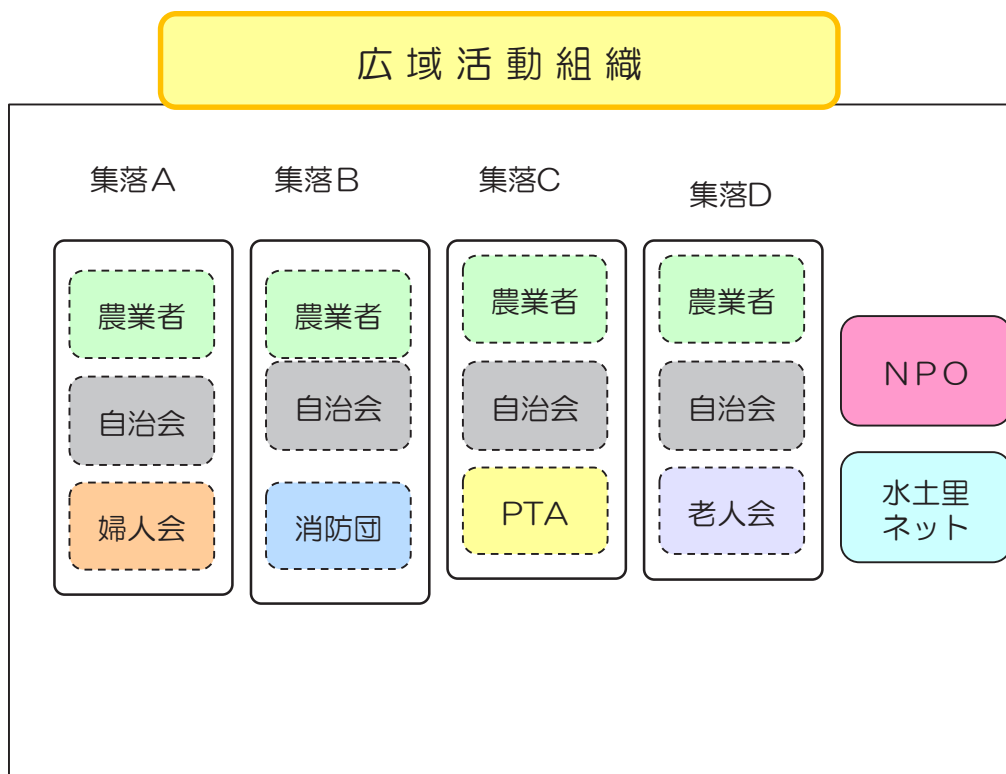 広域活動組織
集落A
集落B
集落C
集落D
農業者
自治会
婦人会
農業者
自治会
消防団
農業者
自治会
PTA
農業者
自治会
老人会
NPO
水土里
ネット